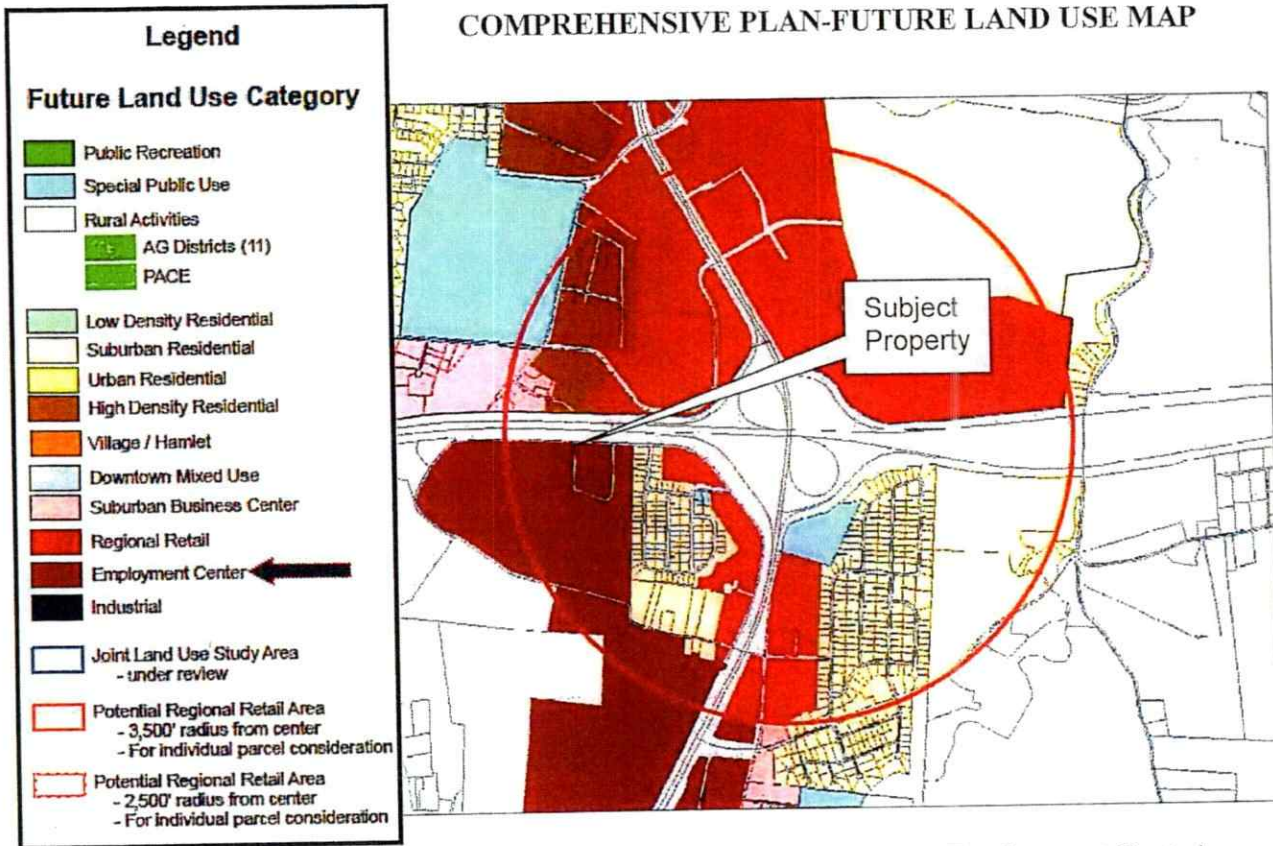 COMPREHENSIVE PLAN-FUTURE LAND USE MAP
Legend
Future Land Use Category
Public Recreation
Special Public Use
Rural Activities
AG Districts (11)
PACE
Low Density Residential
Suburban Residential
Urban Residential
High Density Residential
Village / Hamlet
Downtown Mixed Use
Suburban Business Center
Regional Retail
Employment Center
Industrial
Joint Land Use Study Area
- under review
Potential Regional Retail Area
- 3,500' radius from center
- For individual parcel consideration
Potential Regional Retail Area
- 2,500' radius from center
- For individual parcel consideration
Subject
Property